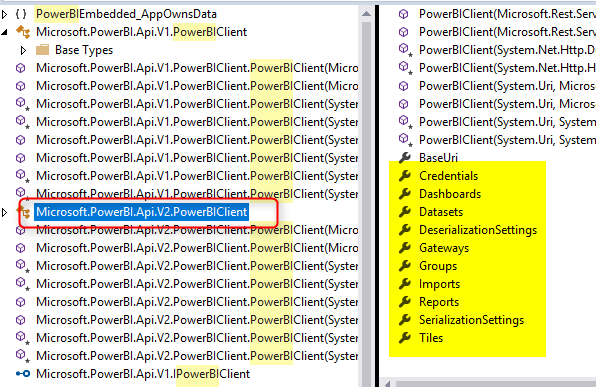 PowerBIEmbedded_AppOwnsData
Microsoft.PowerBI.Api.V1.PowerBIClient
Base Types
Microsoft.PowerBI.Api.V1.PowerBIClient.PowerBIClient(Micro
Microsoft.PowerBI.Api.V1.PowerBIClient.PowerBIClient(Micro
Microsoft.PowerBI.Api.V1.PowerBIClient.PowerBIClient(System
Microsoft.PowerBI.Api.V1.PowerBIClient.PowerBIClient(System
Microsoft.PowerBI.Api.V1.PowerBIClient.PowerBIClient(System
Microsoft.PowerBI.Api.V1.PowerBIClient.PowerBIClient(System
Microsoft.PowerBI.Api.V1.PowerBIClient.PowerBIClient(System
Microsoft.PowerBI.Api.V1.PowerBIClient.PowerBIClient(System
Microsoft.PowerBI.Api.V2.PowerBIClient
Microsoft.PowerBI.Api.V2.PowerBIClient.PowerBIClient(Micro
Microsoft.PowerBI.Api.V2.PowerBIClient.PowerBIClient(Micro
Microsoft.PowerBI.Api.V2.PowerBIClient.PowerBIClient(System
Microsoft.PowerBI.Api.V2.PowerBIClient.PowerBIClient(System
Microsoft.PowerBI.Api.V2.PowerBIClient.PowerBIClient(System
Microsoft.PowerBI.Api.V2.PowerBIClient.PowerBIClient(System
Microsoft.PowerBI.Api.V2.PowerBIClient.PowerBIClient(System
Microsoft.PowerBI.Api.V2.PowerBIClient.PowerBIClient(System
Microsoft.PowerBI.Api.V1.IPowerBIClient
PowerBIClient(Microsoft.Rest.Serv
PowerBIClient(Microsoft.Rest.Serv
PowerBIClient(System.Net.Http.D
PowerBIClient(System.Net.Http.H
PowerBIClient(System.Uri, Micros
PowerBIClient(System.Uri, Micros
PowerBIClient(System.Uri, System
PowerBIClient(System.Uri, System
BaseUri
Credentials
Dashboards
Datasets
DeserializationSettings
Gateways
Groups
Imports
Reports
SerializationSettings
Tiles